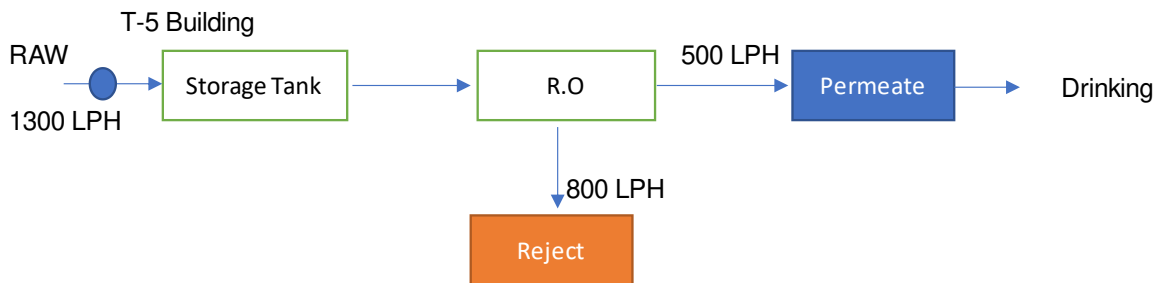 T-5 Building
RAW
1300 LPH
Storage Tank
R.O
500 LPH
Permeate
Drinking
800 LPH
Reject